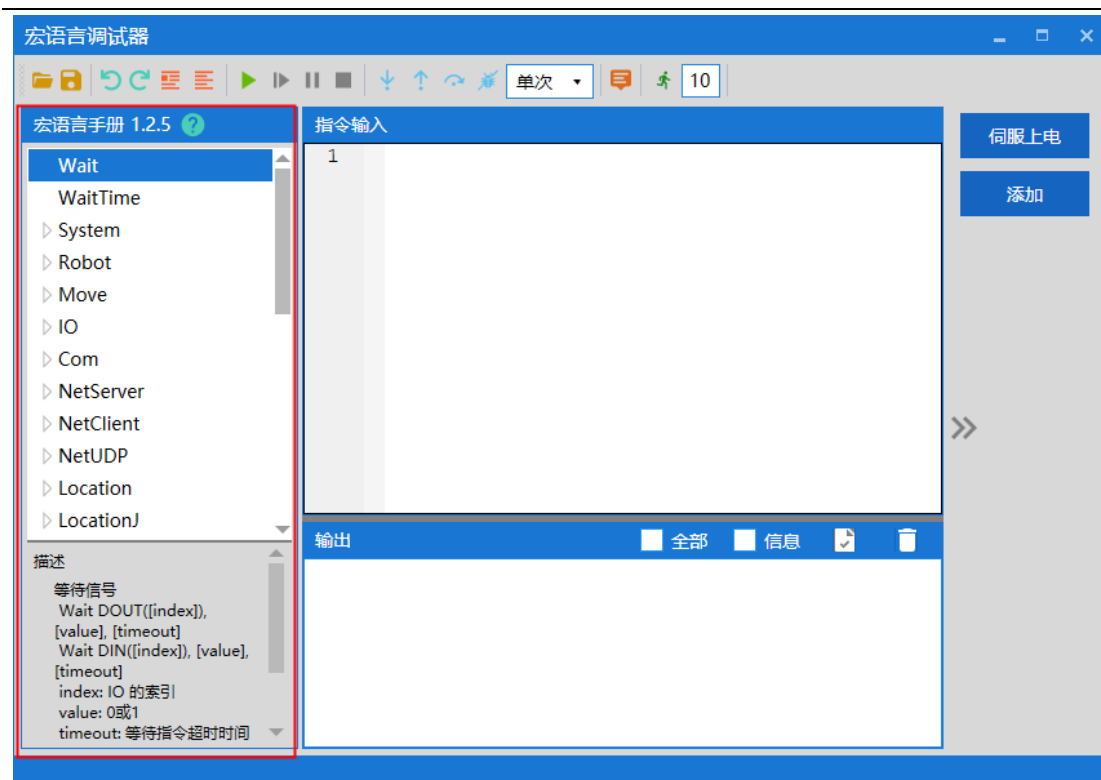 宏语言调试器
单次
10
宏语言手册 1.2.5
?
Wait
WaitTime
System
Robot
Move
IO
Com
NetServer
NetClient
NetUDP
Location
LocationJ
描述
等待信号
Wait DOUT([index]),
[value], [timeout]
Wait DIN([index]), [value],
[timeout]
index: IO 的索引
value: 0或1
timeout: 等待指令超时时间
指令输入
1
输出
全部
信息
伺服上电
添加